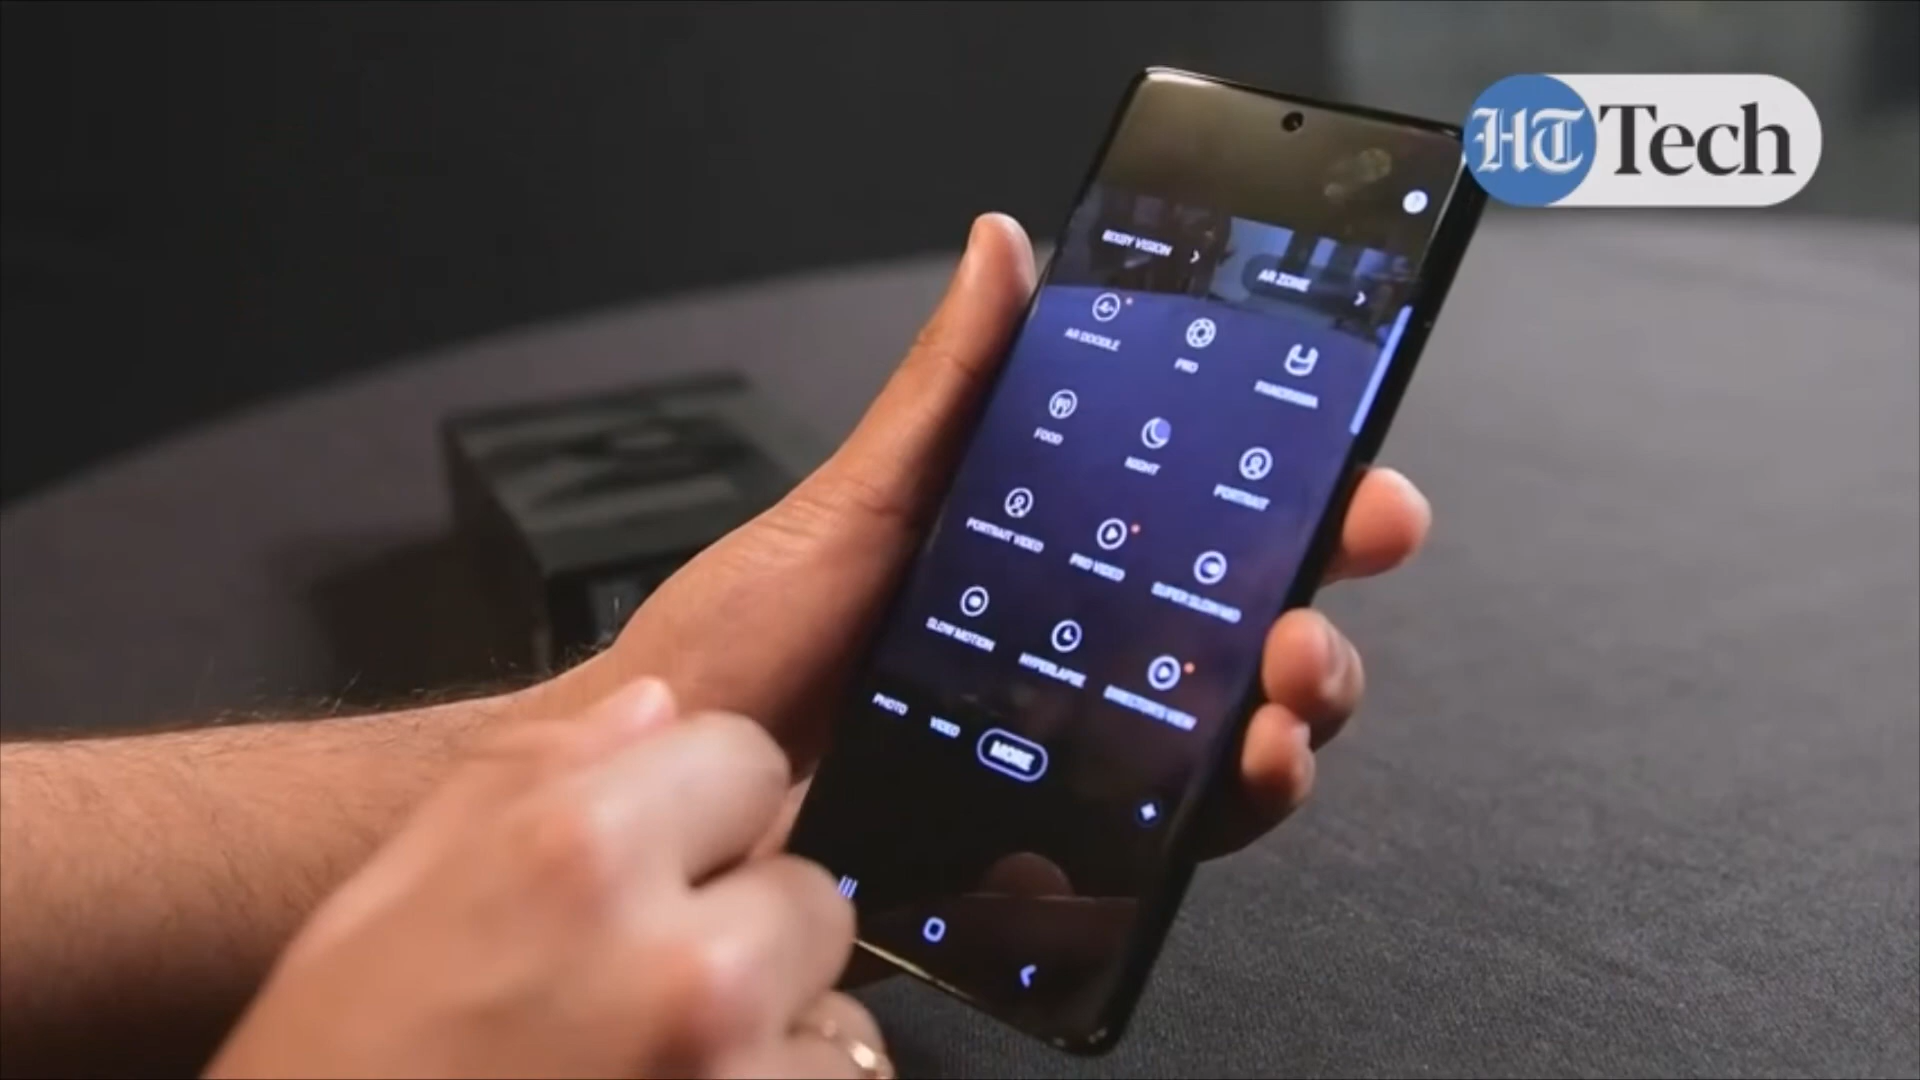 HT Tech
BIXBY VISION
AR ZONE
AR DOODLE
PRO
PANORAMA
FOOD
NIGHT
PORTRAIT
PORTRAIT VIDEO
PRO VIDEO
SUPER SLOW-MO
SLOW MOTION
HYPERLAPSE
DIRECTOR'S VIEW
PHOTO
VIDEO
MORE